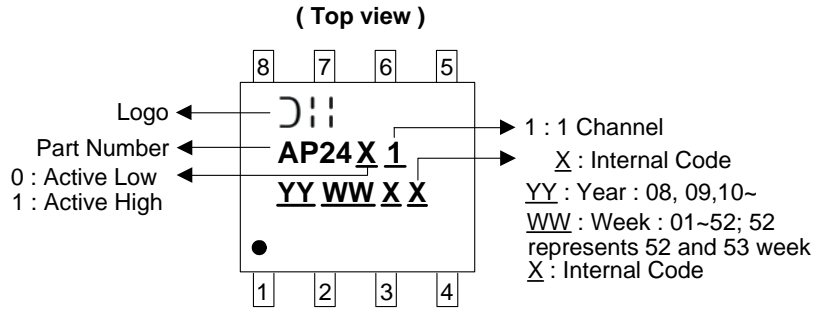 ( Top view )
8 7 6 5
Logo
Part Number
0 : Active Low
1 : Active High
AP24 X 1
YY WW X X
1 : 1 Channel
X : Internal Code
YY : Year : 08, 09,10~
WW : Week : 01~52; 52
represents 52 and 53 week
X : Internal Code
1 2 3 4